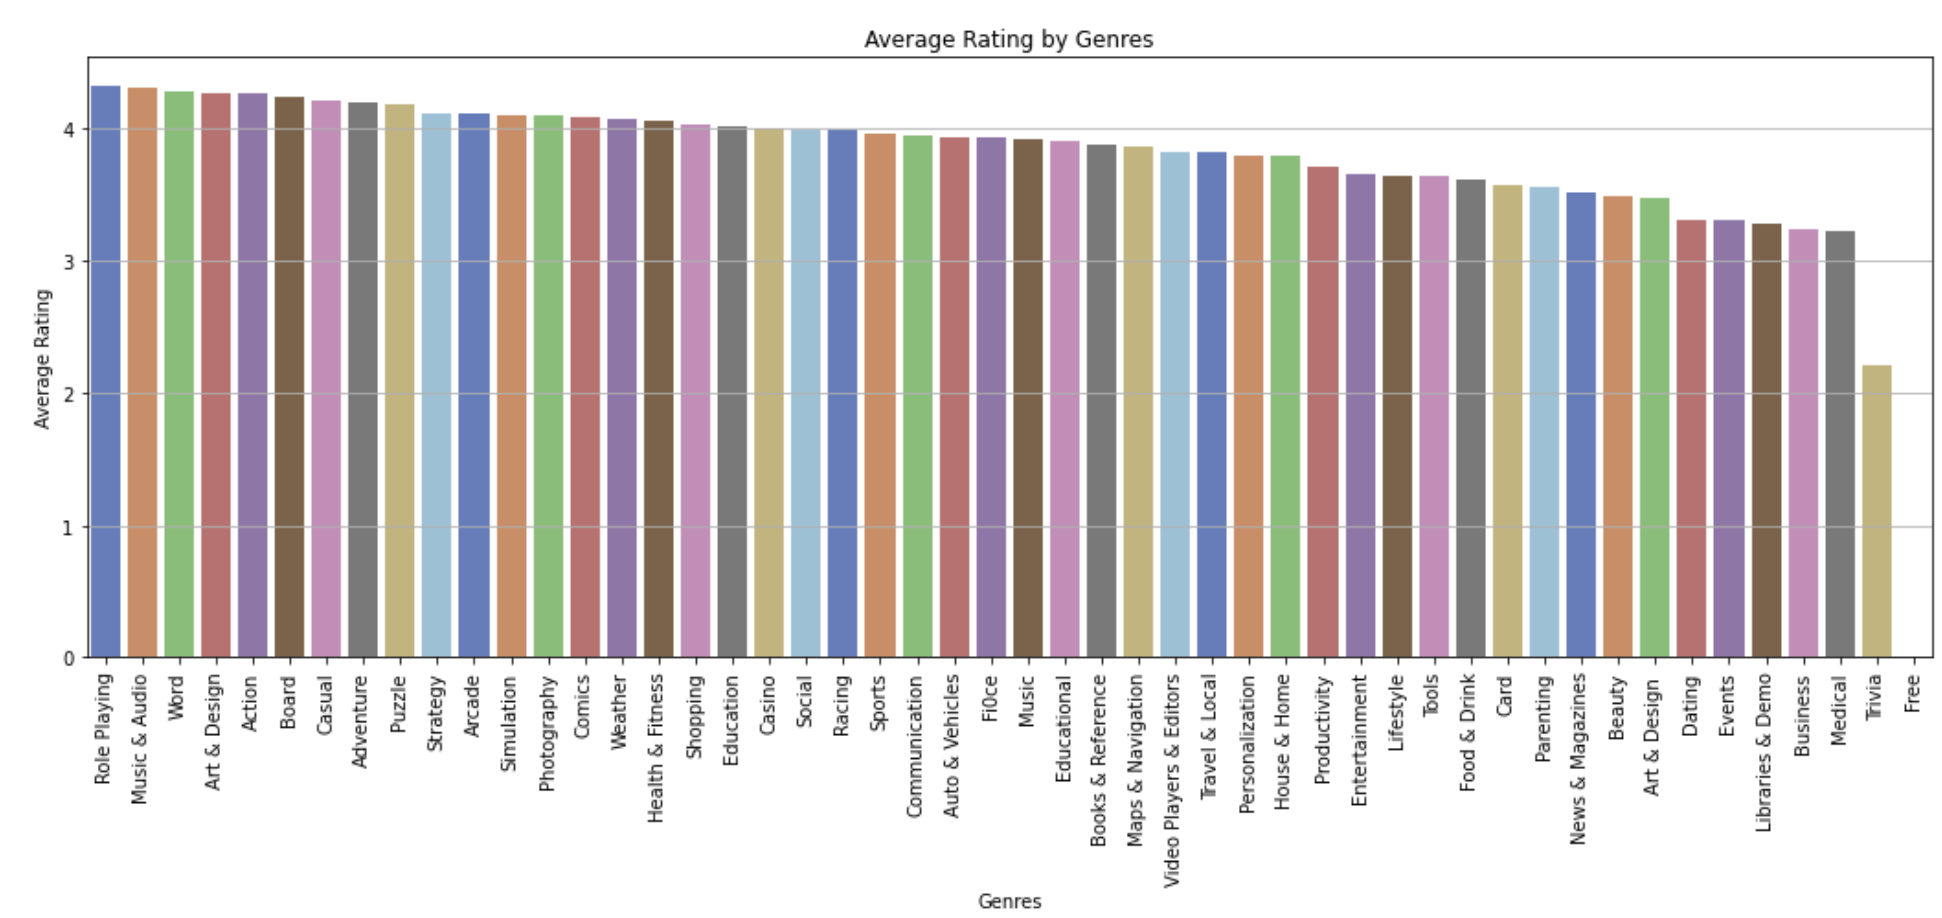 Average Rating by Genres
Average Rating
4
3
2
1
0
Role Playing
Music & Audio
Word
Art & Design
Action
Board
Casual
Adventure
Puzzle
Strategy
Arcade
Simulation
Photography
Comics
Weather
Health & Fitness
Shopping
Education
Casino
Social
Racing
Sports
Communication
Auto & Vehicles
Fi0ce
Music
Educational
Books & Reference
Maps & Navigation
Video Players & Editors
Travel & Local
Personalization
House & Home
Productivity
Entertainment
Lifestyle
Tools
Food & Drink
Card
Parenting
News & Magazines
Beauty
Art & Design
Dating
Events
Libraries & Demo
Business
Medical
Trivia
Free
Genres